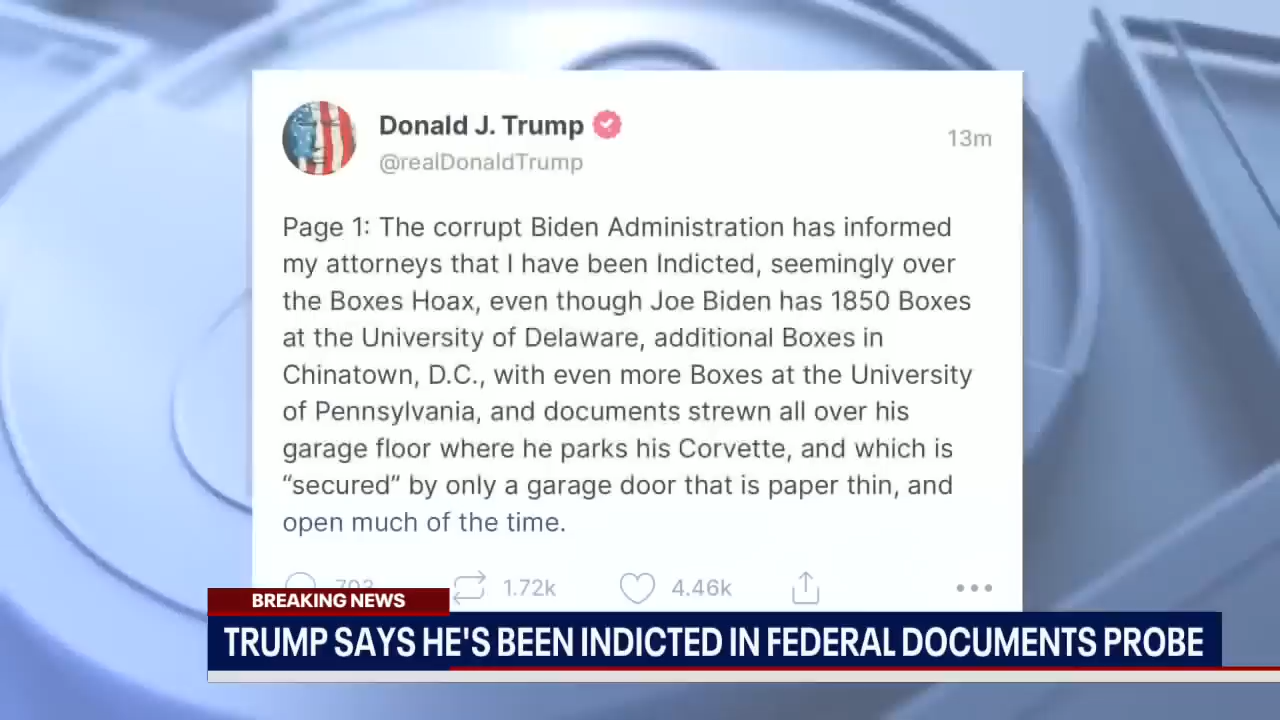 Donald J. Trump
13m
@realDonaldTrump
Page 1: The corrupt Biden Administration has informed
my attorneys that I have been Indicted, seemingly over
the Boxes Hoax, even though Joe Biden has 1850 Boxes
at the University of Delaware, additional Boxes in
Chinatown, D.C., with even more Boxes at the University
of Pennsylvania, and documents strewn all over his
garage floor where he parks his Corvette, and which is
“secured” by only a garage door that is paper thin, and
open much of the time.
1.72k 4.46k
BREAKING NEWS
TRUMP SAYS HE'S BEEN INDICTED IN FEDERAL DOCUMENTS PROBE